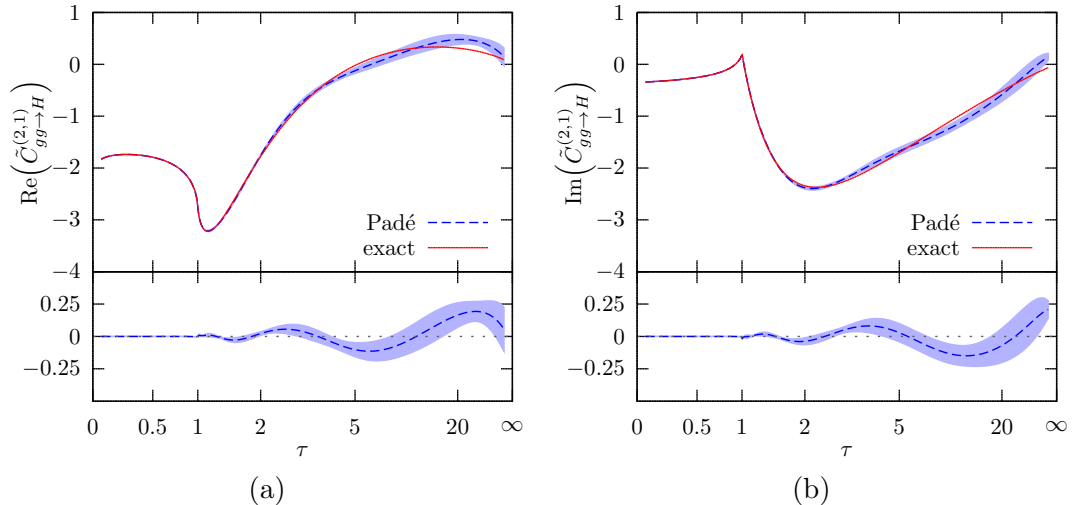 1
0
−1
−2
−3
−4
Re(C̃^{(2,1)}_{gg→H})
Padé
exact
0.25
0
−0.25
0 0.5 1 2 5 20 ∞
τ
(a)
1
0
−1
−2
−3
−4
Im(C̃^{(2,1)}_{gg→H})
Padé
exact
0.25
0
−0.25
0 0.5 1 2 5 20 ∞
τ
(b)